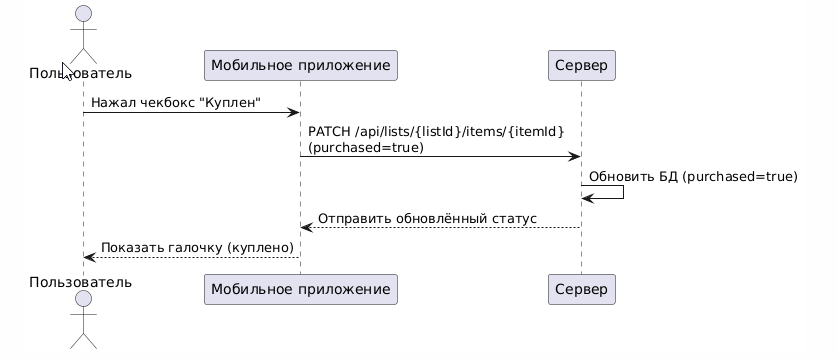 Пользователь
Мобильное приложение
Сервер
Нажал чекбокс "Куплен"
PATCH /api/lists/{listId}/items/{itemId}
(purchased=true)
Обновить БД (purchased=true)
Отправить обновлённый статус
Показать галочку (куплено)
Пользователь
Мобильное приложение
Сервер